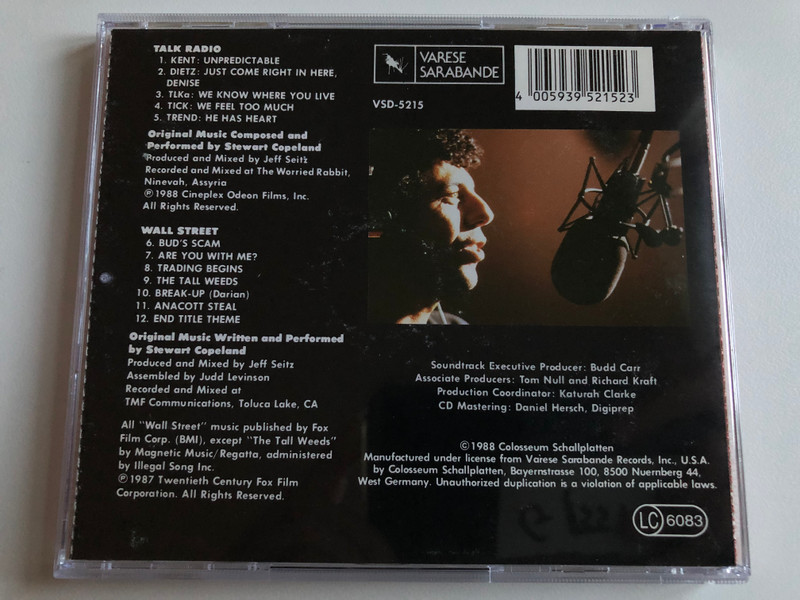 TALK RADIO
1. KENT: UNPREDICTABLE
2. DIETZ: JUST COME RIGHT IN HERE,
DENISE
3. TLKa: WE KNOW WHERE YOU LIVE
4. TICK: WE FEEL TOO MUCH
5. TREND: HE HAS HEART
Original Music Composed and
Performed by Stewart Copeland
Produced and Mixed by Jeff Seitz
Recorded and Mixed at The Worried Rabbit,
Ninevah, Assyria
℗1988 Cineplex Odeon Films, Inc.
All Rights Reserved.
WALL STREET
6. BUD'S SCAM
7. ARE YOU WITH ME?
8. TRADING BEGINS
9. THE TALL WEEDS
10. BREAK-UP (Darian)
11. ANACOTT STEAL
12. END TITLE THEME
Original Music Written and Performed
by Stewart Copeland
Produced and Mixed by Jeff Seitz
Assembled by Judd Levinson
Recorded and Mixed at
TMF Communications, Toluca Lake, CA
All "Wall Street" music published by Fox
Film Corp. (BMI), except "The Tall Weeds"
by Magnetic Music/Regatta, administered
by Illegal Song Inc.
℗1987 Twentieth Century Fox Film
Corporation. All Rights Reserved.
VARESE
SARABANDE
VSD-5215
4 005939 521523
Soundtrack Executive Producer: Budd Carr
Associate Producers: Tom Null and Richard Kraft
Production Coordinator: Katurah Clarke
CD Mastering: Daniel Hersch, Digiprep
©1988 Colosseum Schallplatten
Manufactured under license from Varese Sarabande Records, Inc., U.S.A.
by Colosseum Schallplatten, Bayernstrasse 100, 8500 Nuernberg 44,
West Germany. Unauthorized duplication is a violation of applicable laws.
LC 6083